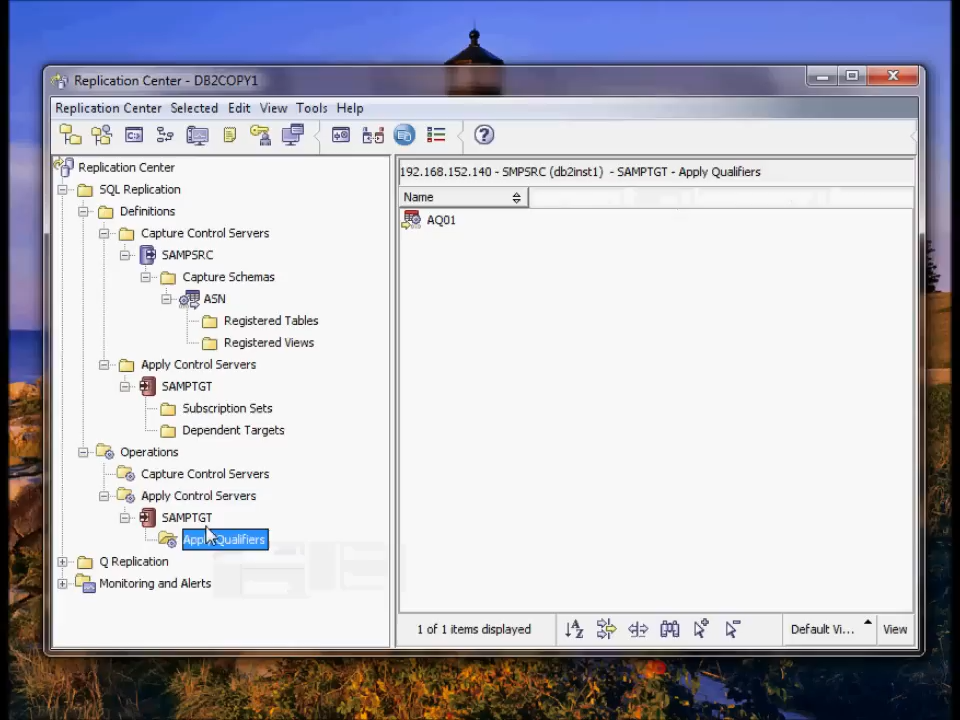 Replication Center - DB2COPY1
Replication Center Selected Edit View Tools Help
Replication Center
SQL Replication
Definitions
Capture Control Servers
SAMPSRC
Capture Schemas
ASN
Registered Tables
Registered Views
Apply Control Servers
SAMPTGT
Subscription Sets
Dependent Targets
Operations
Capture Control Servers
Apply Control Servers
SAMPTGT
Apply Qualifiers
Q Replication
Monitoring and Alerts
192.168.152.140 - SMPSRC (db2inst1) - SAMPTGT - Apply Qualifiers
Name
AQ01
1 of 1 items displayed
Default Vi... View